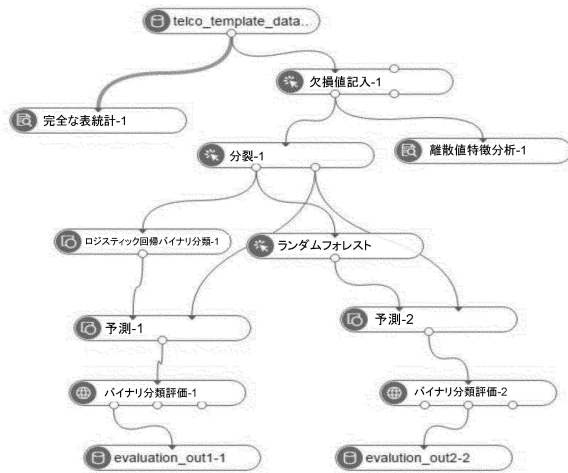 telco_template_data...
欠損値記入-1
完全な表統計-1
分裂-1
離散値特徴分析-1
ロジスティック回帰バイナリ分類-1
ランダムフォレスト
予測-1
予測-2
バイナリ分類評価-1
バイナリ分類評価-2
evaluation_out1-1
evalution_out2-2